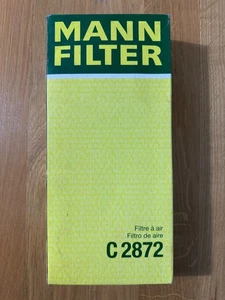 MANN
FILTER
Filtre à air
Filtro de aire
C 2872